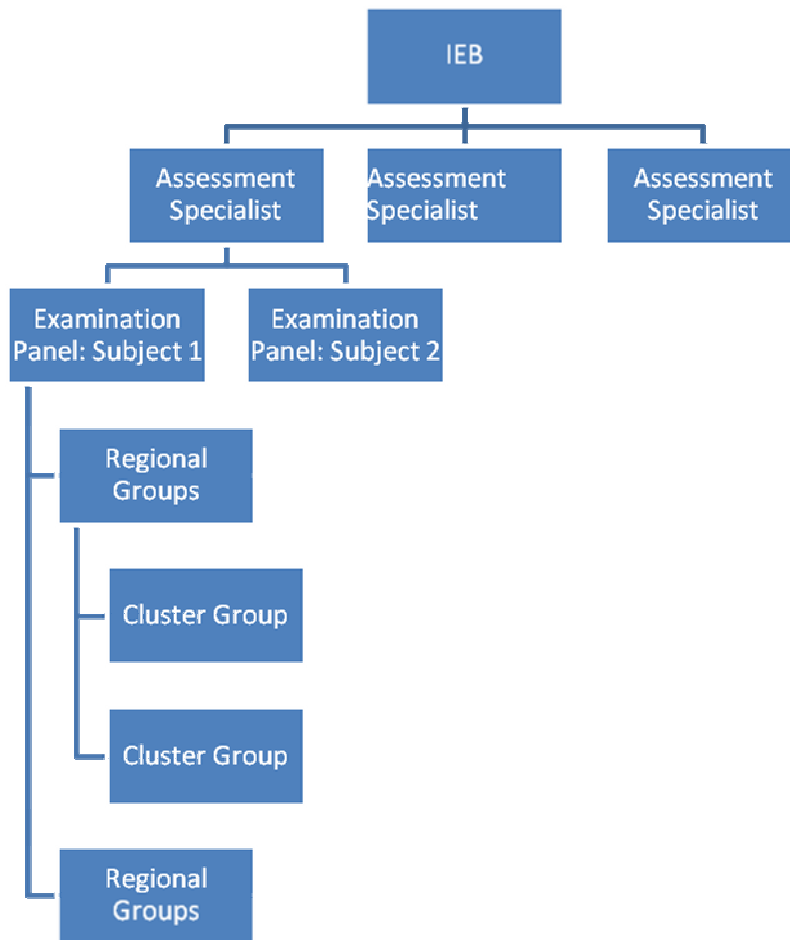 IEB
Assessment
Specialist
Assessment
Specialist
Assessment
Specialist
Examination
Panel: Subject 1
Examination
Panel: Subject 2
Regional
Groups
Cluster Group
Cluster Group
Regional
Groups